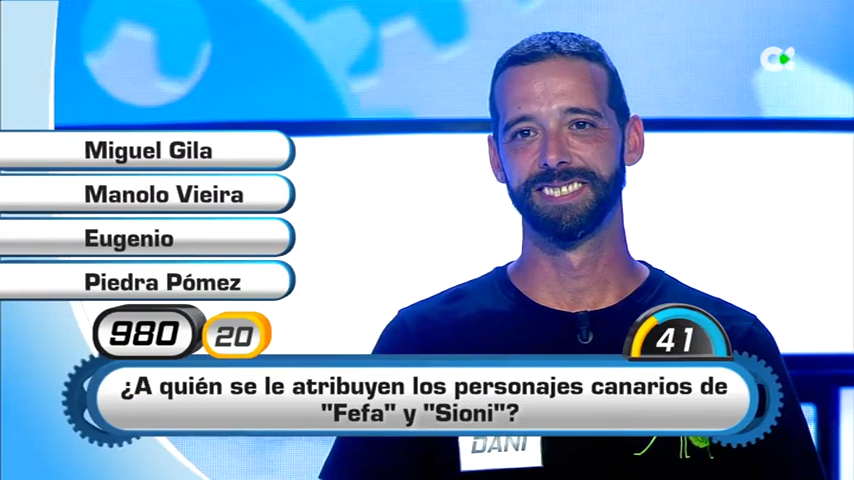 Miguel Gila
Manolo Vieira
Eugenio
Piedra Pómez
980
20
41
¿A quién se le atribuyen los personajes canarios de
"Fefa" y "Sioni"?
DANI